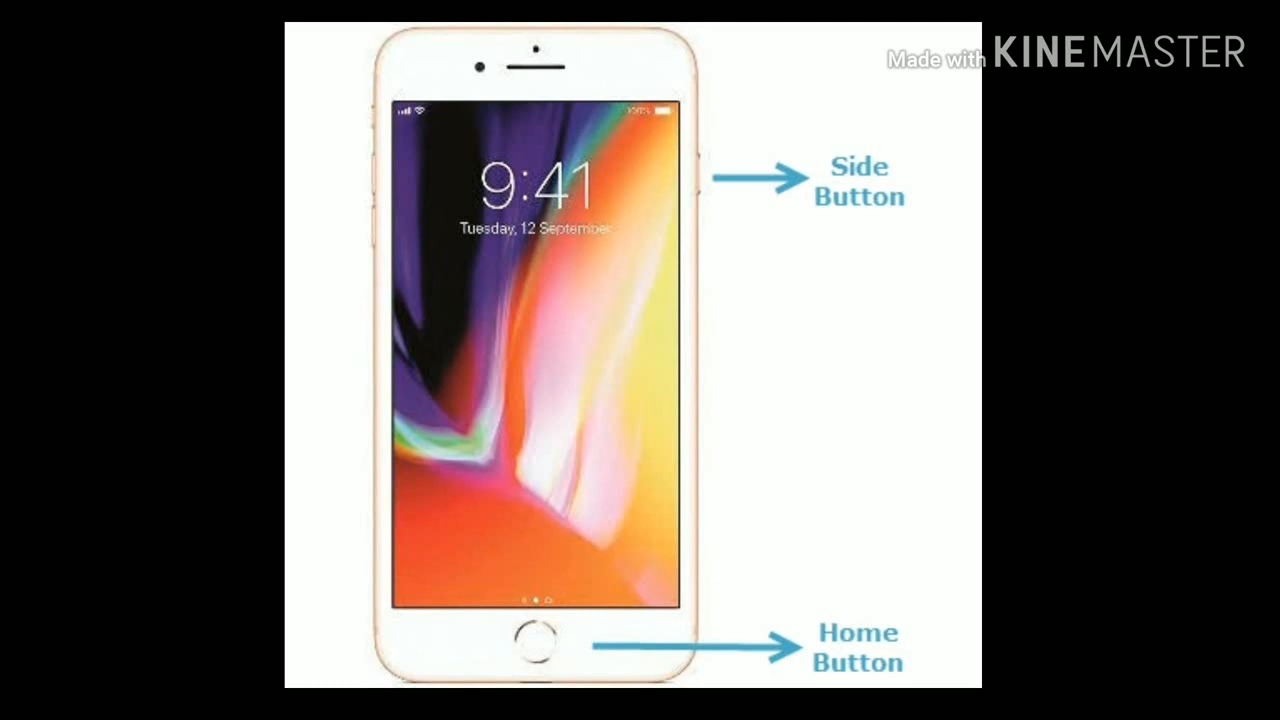 Made with KINEMASTER
9:41
Tuesday, 12 September
Side
Button
Home
Button